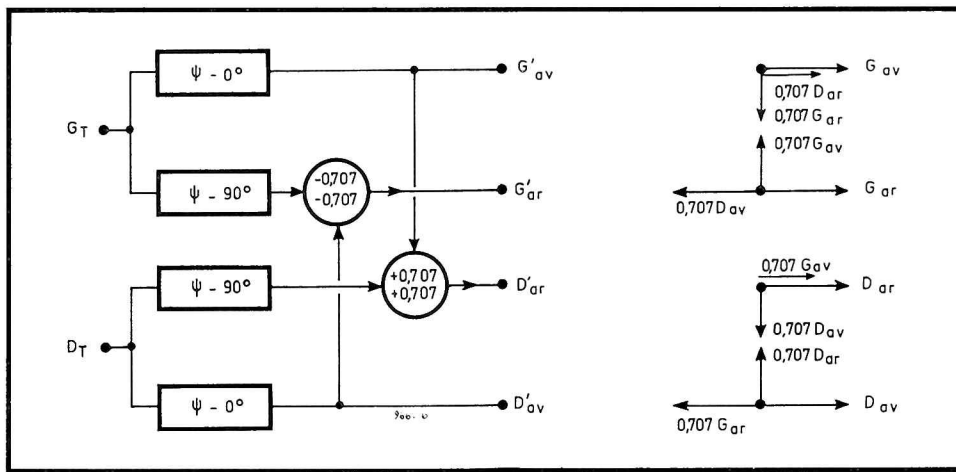 ψ - 0°
G'av
G av
0,707 D ar
0,707 G ar
G T
0,707 G av
ψ - 90°
-0,707
-0,707
G'ar
G ar
0,707 D av
0,707 G av
ψ - 90°
+0,707
+0,707
D'ar
D ar
0,707 D av
0,707 D ar
D T
ψ - 0°
D'av
D av
0,707 G ar